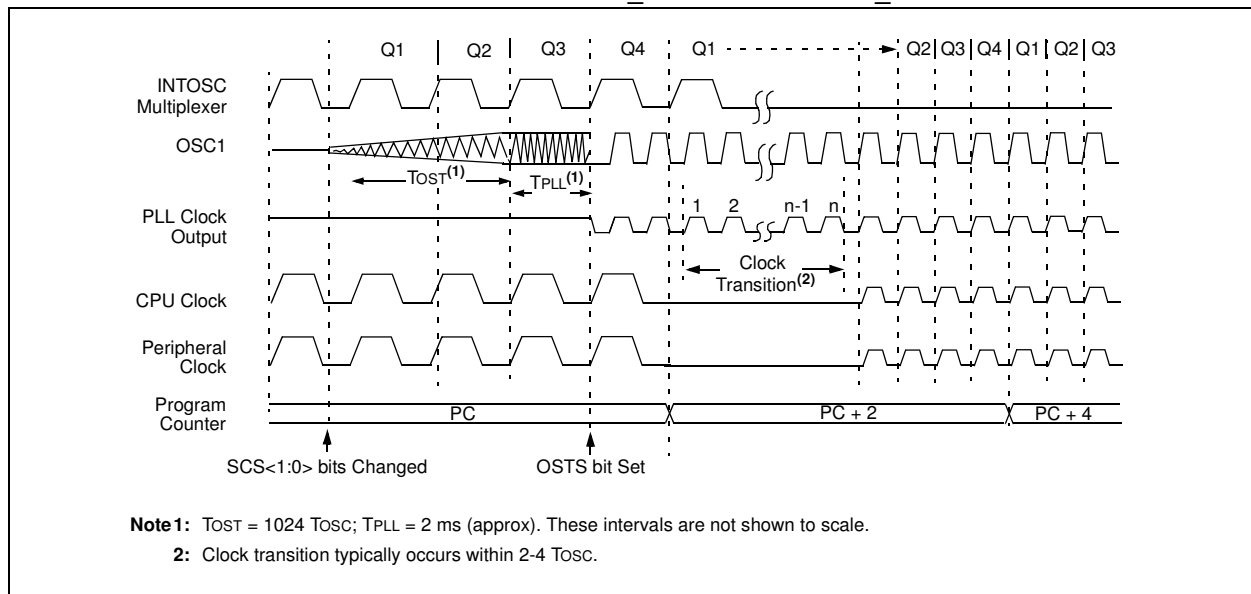 Q1 Q2 Q3 Q4 Q1 Q2 Q3 Q4 Q1 Q2 Q3
INTOSC
Multiplexer
OSC1
TOST(1)
TPLL(1)
PLL Clock
Output
1 2 n-1 n
Clock
Transition(2)
CPU Clock
Peripheral
Clock
Program
Counter
PC PC + 2 PC + 4
SCS<1:0> bits Changed
OSTS bit Set
Note 1: TOST = 1024 TOSC; TPLL = 2 ms (approx). These intervals are not shown to scale.
2: Clock transition typically occurs within 2-4 TOSC.